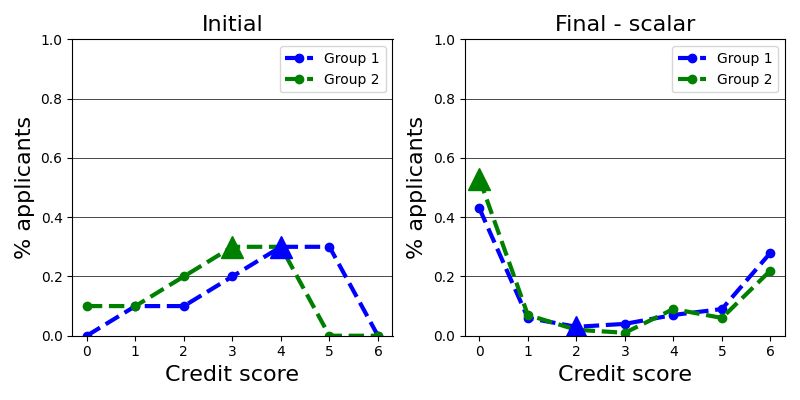 Initial
Final - scalar
% applicants
1.0
0.8
0.6
0.4
0.2
0.0
0 1 2 3 4 5 6
Credit score
Group 1
Group 2
% applicants
1.0
0.8
0.6
0.4
0.2
0.0
0 1 2 3 4 5 6
Credit score
Group 1
Group 2